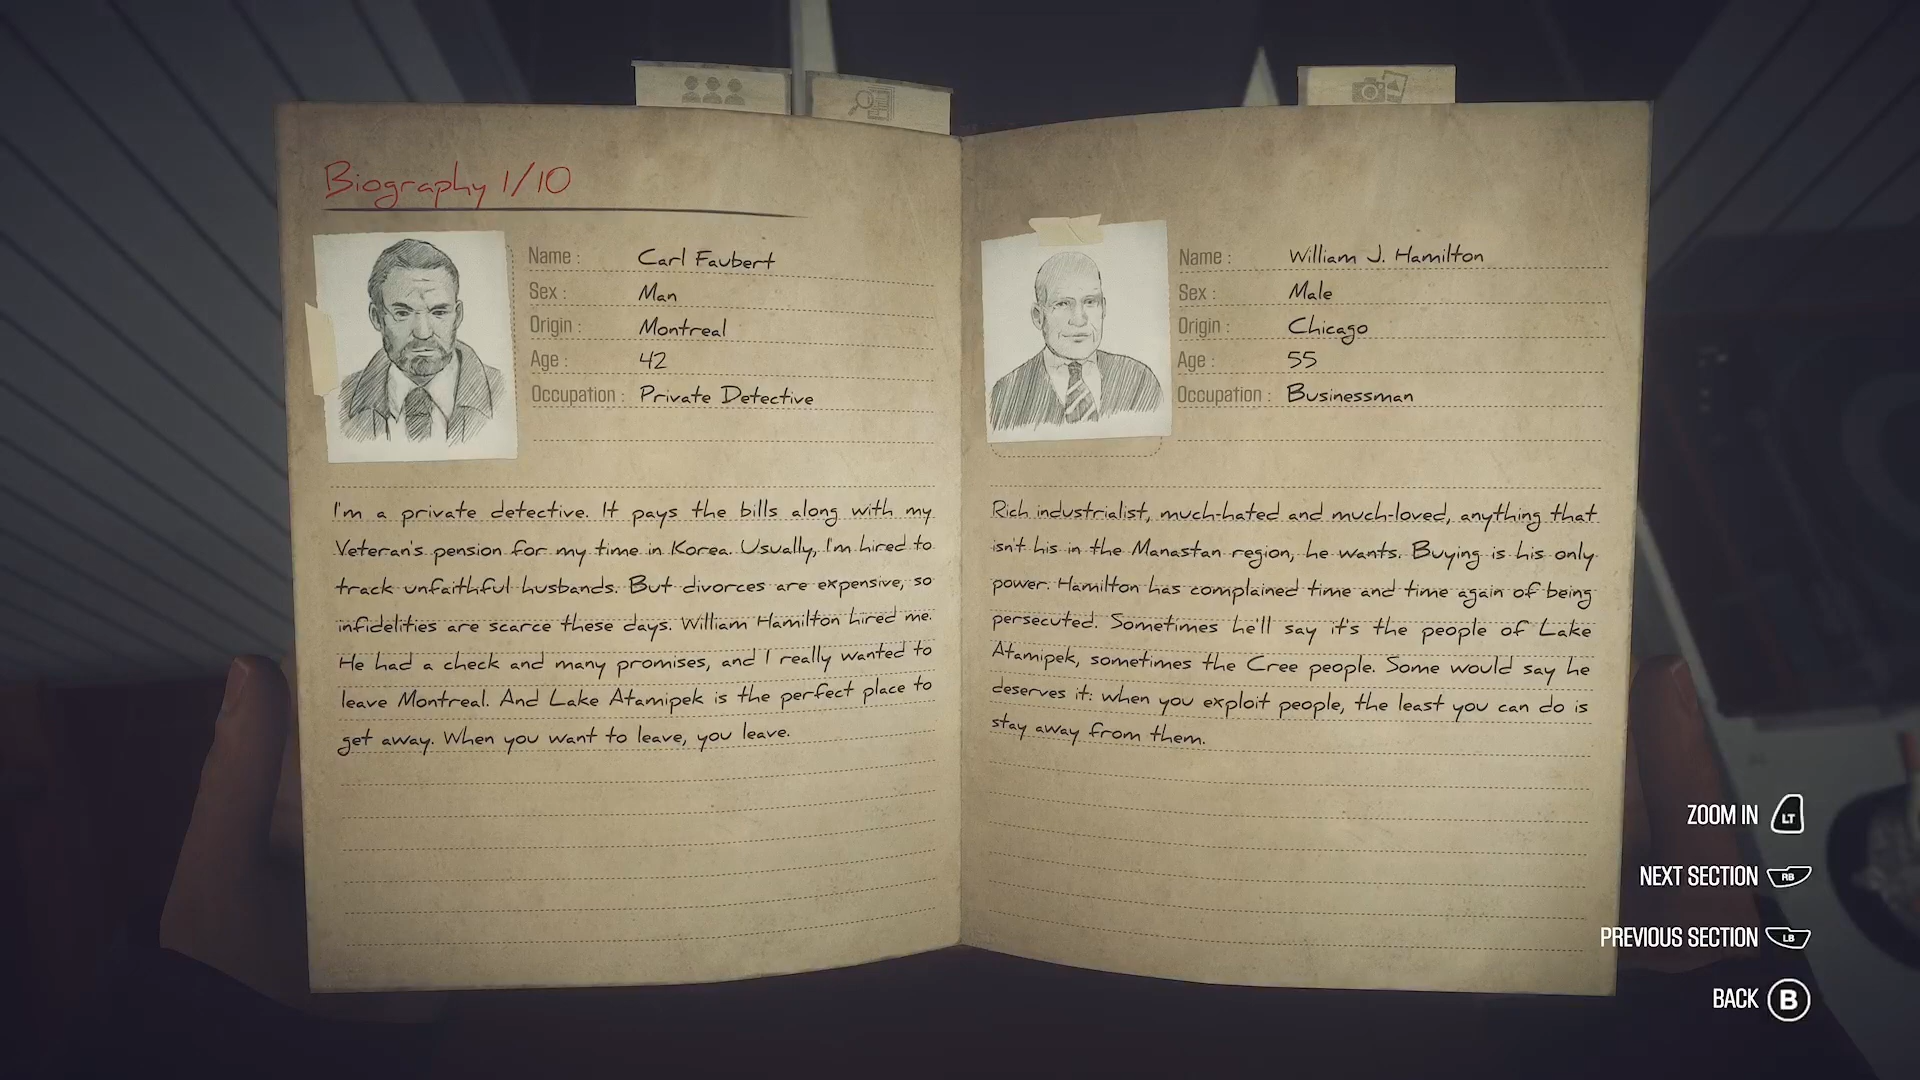 Biography 1/10
Name : Carl Faubert
Sex : Man
Origin : Montreal
Age : 42
Occupation : Private Detective
I'm a private detective. It pays the bills along with my
Veteran's pension for my time in Korea. Usually, I'm hired to
track unfaithful husbands. But divorces are expensive, so
infidelities are scarce these days. William Hamilton hired me.
He had a check and many promises, and I really wanted to
leave Montreal. And Lake Atamipek is the perfect place to
get away. When you want to leave, you leave.
Name : William J. Hamilton
Sex : Male
Origin : Chicago
Age : 55
Occupation : Businessman
Rich industrialist, much-hated and much-loved, anything that
isn't his in the Manastan region, he wants. Buying is his only
power. Hamilton has complained time and time again of being
persecuted. Sometimes he'll say it's the people of Lake
Atamipek, sometimes the Cree people. Some would say he
deserves it: when you exploit people, the least you can do is
stay away from them.
ZOOM IN LT
NEXT SECTION RB
PREVIOUS SECTION LB
BACK B